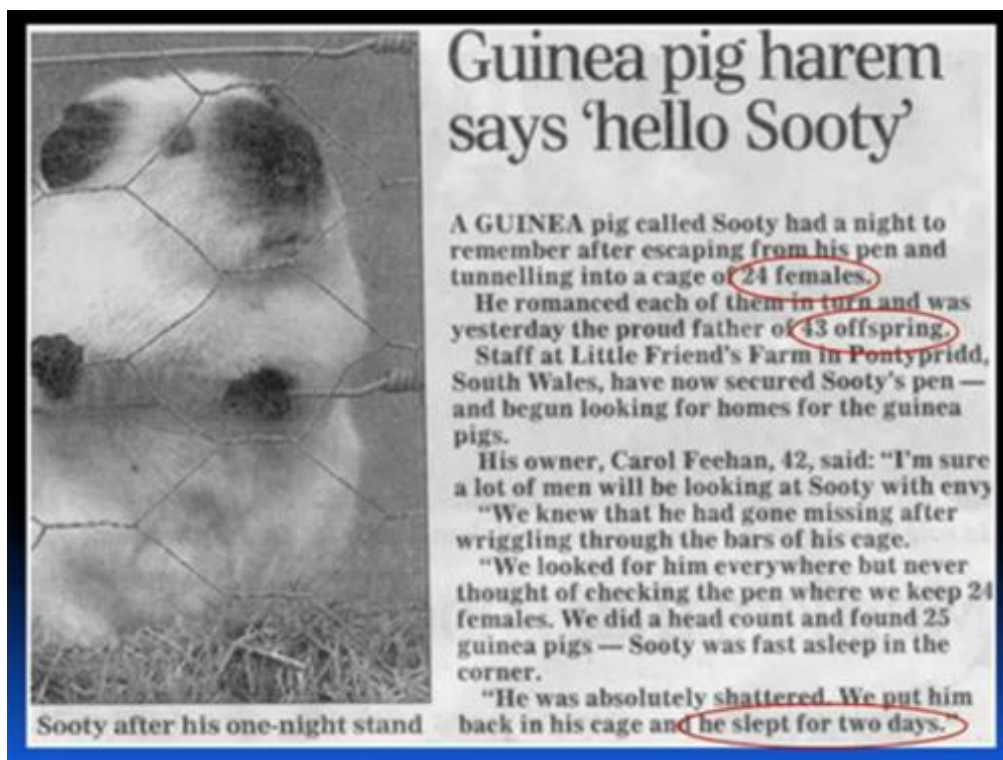 Guinea pig harem
says ‘hello Sooty’
A GUINEA pig called Sooty had a night to
remember after escaping from his pen and
tunnelling into a cage of 24 females.
He romanced each of them in turn and was
yesterday the proud father of 43 offspring.
Staff at Little Friend's Farm in Pontypridd,
South Wales, have now secured Sooty's pen —
and begun looking for homes for the guinea
pigs.
His owner, Carol Feehan, 42, said: “I'm sure
a lot of men will be looking at Sooty with envy
“We knew that he had gone missing after
wriggling through the bars of his cage.
“We looked for him everywhere but never
thought of checking the pen where we keep 24
females. We did a head count and found 25
guinea pigs — Sooty was fast asleep in the
corner.
“He was absolutely shattered. We put him
back in his cage and he slept for two days.”
Sooty after his one-night stand